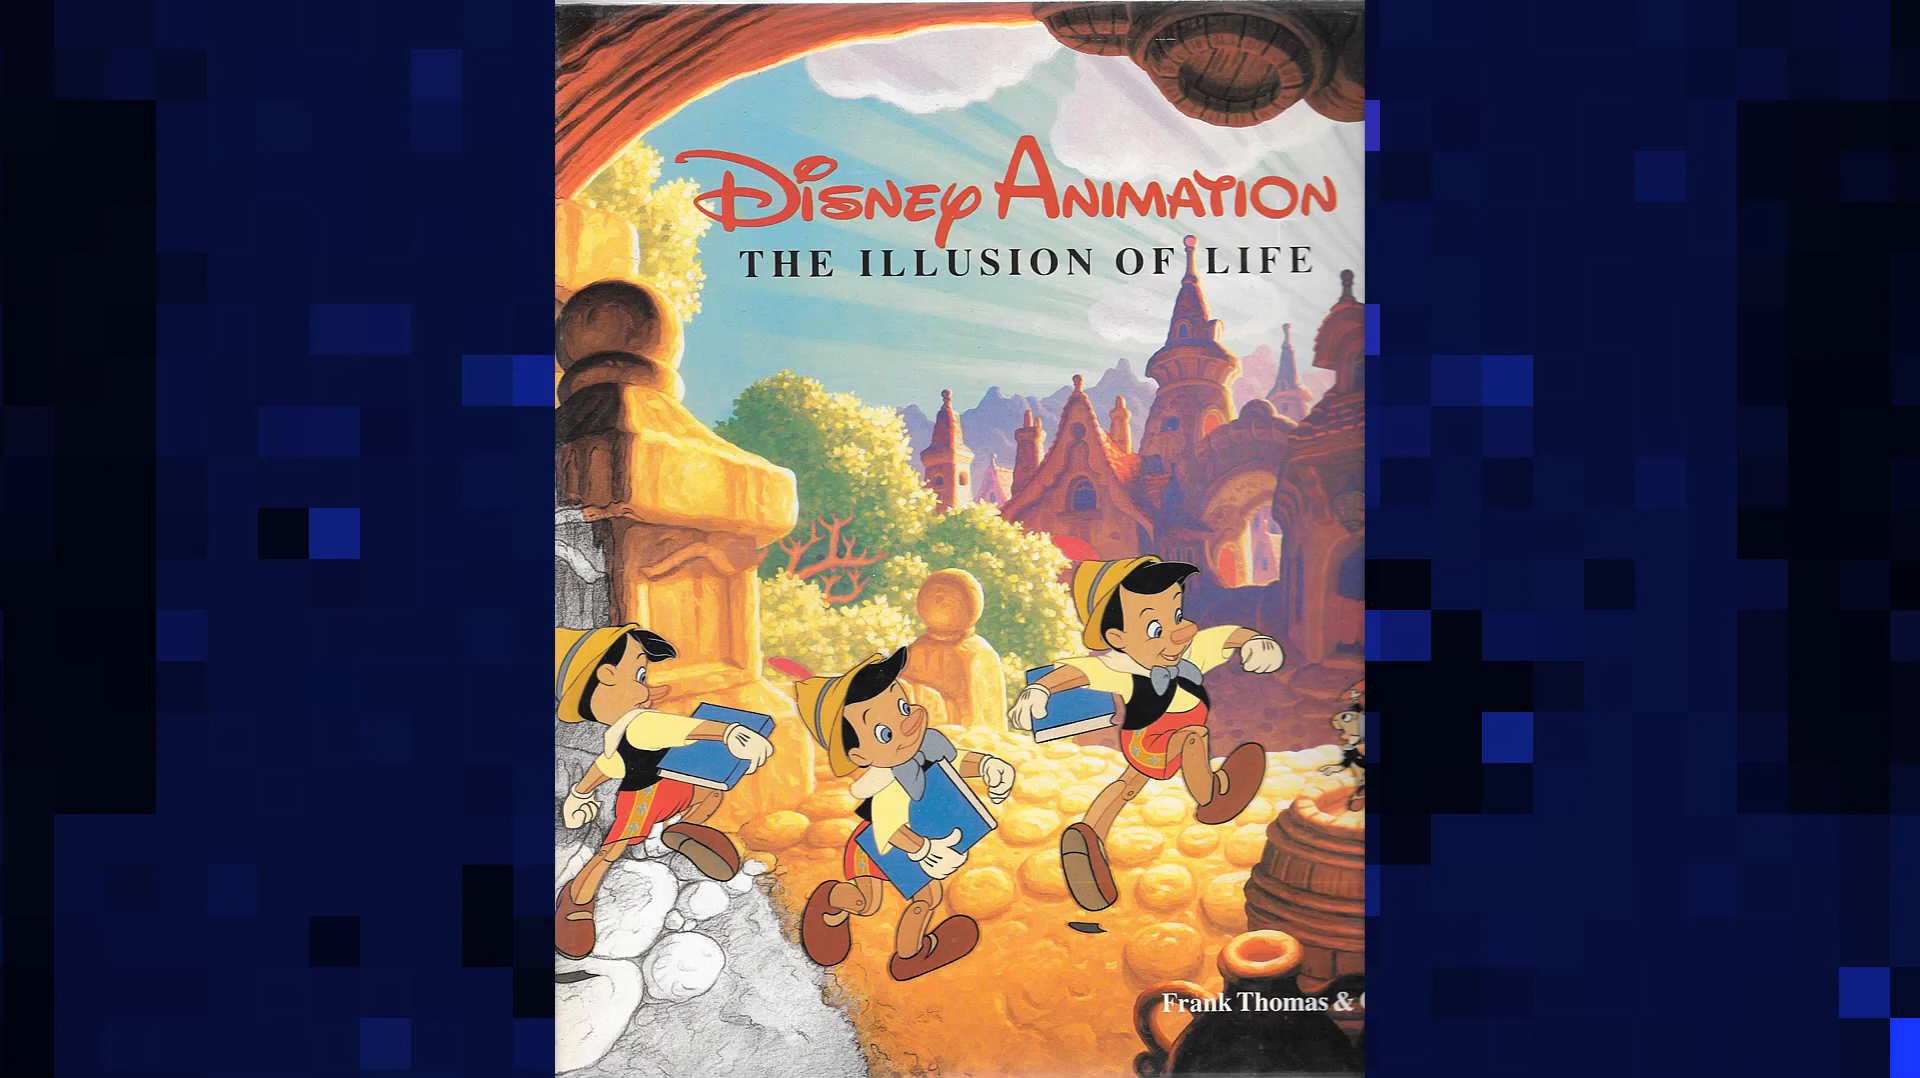 Disney Animation
THE ILLUSION OF LIFE
Frank Thomas &